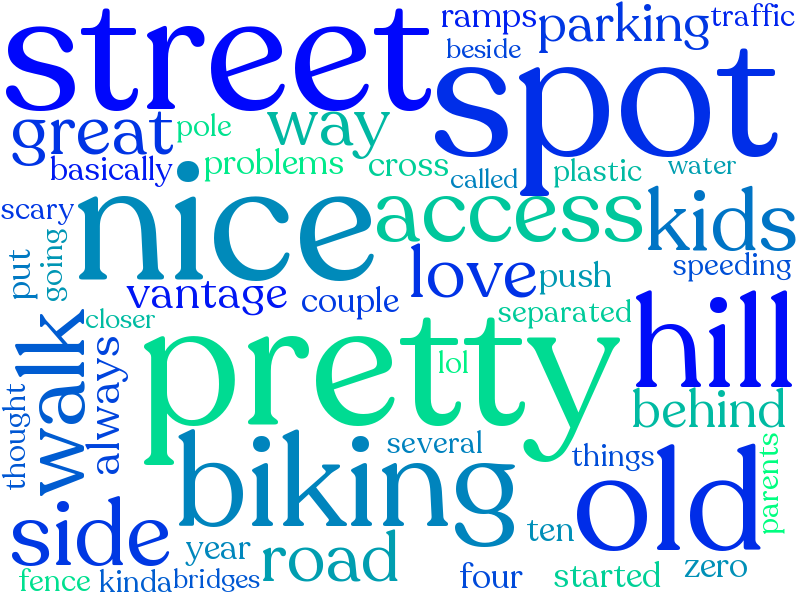 street
ramps
parking
traffic
beside
spot
great
pole
way
basically
problems
cross
called
plastic
water
scary
nice
access
kids
put
going
vantage
couple
love
push
speeding
closer
separated
hill
walk
always
pretty
lol
behind
thought
biking
several
things
old
parents
side
year
road
ten
fence
kinda
bridges
four
started
zero